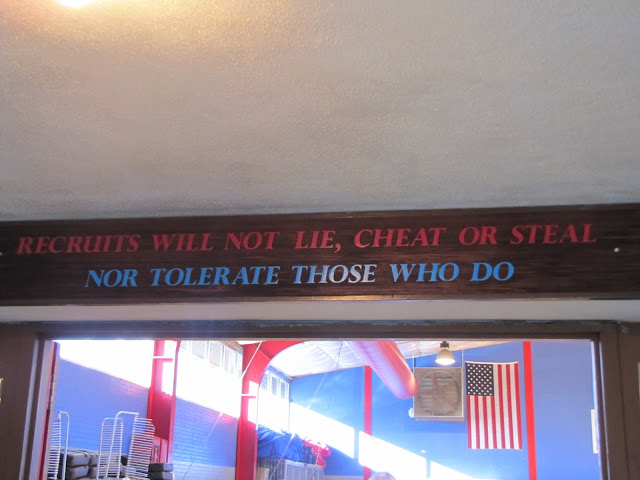 RECRUITS WILL NOT LIE, CHEAT OR STEAL
NOR TOLERATE THOSE WHO DO